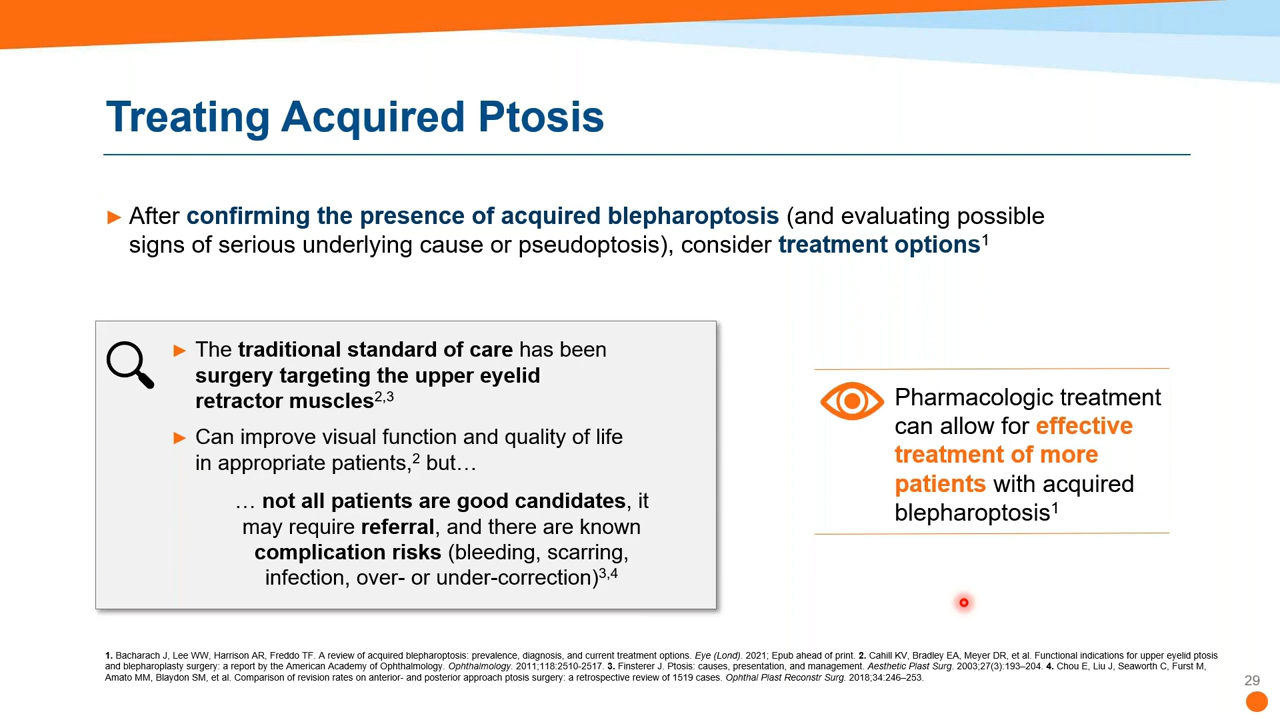 Treating Acquired Ptosis
► After confirming the presence of acquired blepharoptosis (and evaluating possible
signs of serious underlying cause or pseudoptosis), consider treatment options1
► The traditional standard of care has been
surgery targeting the upper eyelid
retractor muscles2,3
► Can improve visual function and quality of life
in appropriate patients,2 but…
… not all patients are good candidates, it
may require referral, and there are known
complication risks (bleeding, scarring,
infection, over- or under-correction)3,4
Pharmacologic treatment
can allow for effective
treatment of more
patients with acquired
blepharoptosis1
1. Bacharach J, Lee WW, Harrison AR, Freddo TF. A review of acquired blepharoptosis: prevalence, diagnosis, and current treatment options. Eye (Lond). 2021; Epub ahead of print. 2. Cahill KV, Bradley EA, Meyer DR, et al. Functional indications for upper eyelid ptosis
and blepharoplasty surgery: a report by the American Academy of Ophthalmology. Ophthalmology. 2011;118:2510-2517. 3. Finsterer J. Ptosis: causes, presentation, and management. Aesthetic Plast Surg. 2003;27(3):193–204. 4. Chou E, Liu J, Seaworth C, Furst M,
Amato MM, Blaydon SM, et al. Comparison of revision rates on anterior- and posterior approach ptosis surgery: a retrospective review of 1519 cases. Ophthal Plast Reconstr Surg. 2018;34:246–253.
29